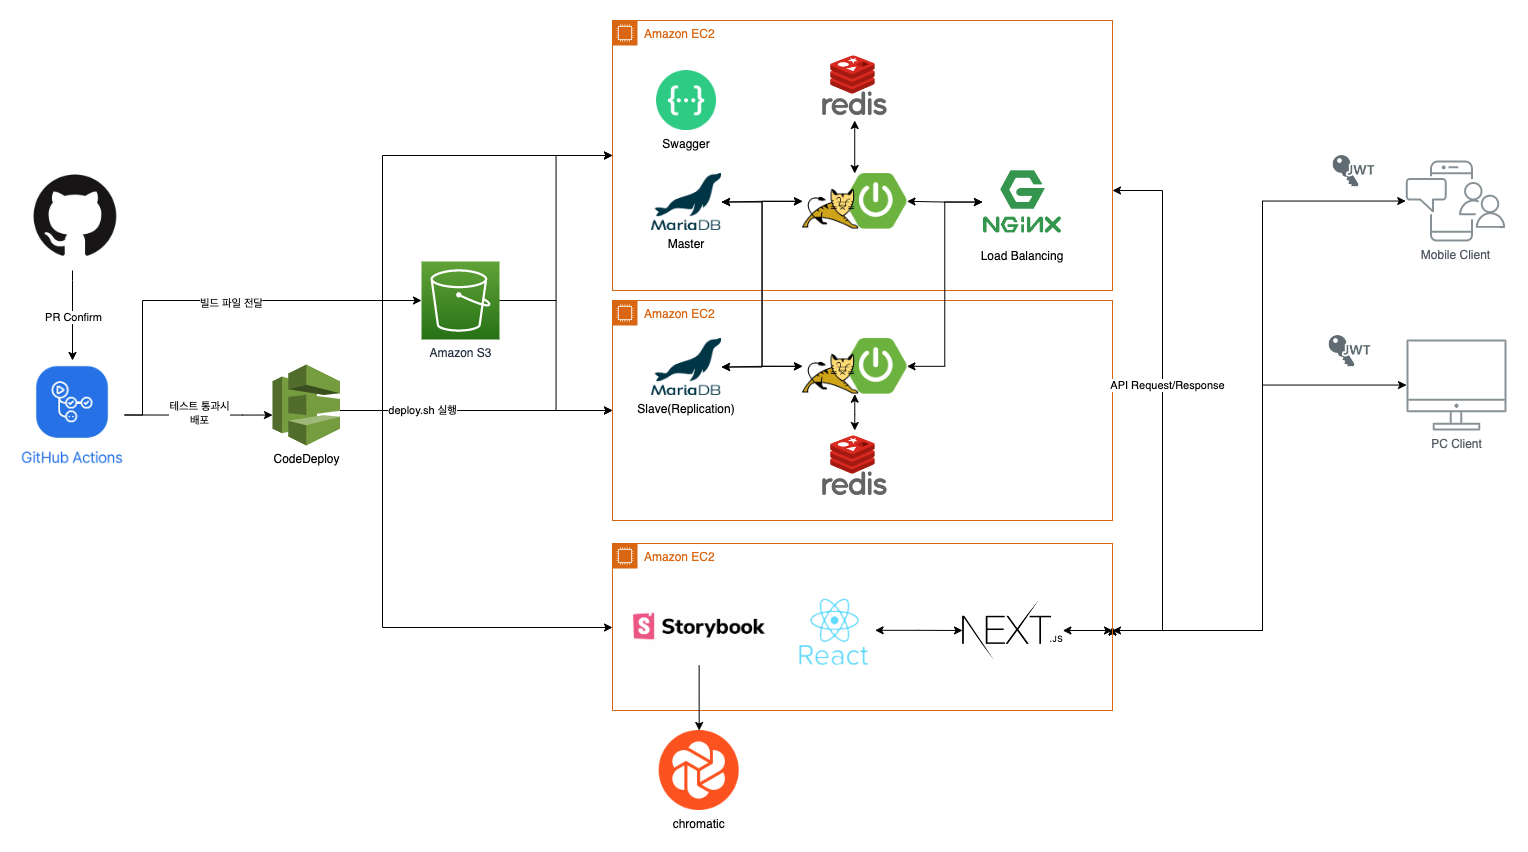 Amazon EC2
redis
Swagger
MariaDB
Master
NGINX
Load Balancing
JWT
Mobile Client
PR Confirm
빌드 파일 전달
Amazon S3
Amazon EC2
MariaDB
Slave(Replication)
redis
JWT
PC Client
API Request/Response
GitHub Actions
테스트 통과시
배포
CodeDeploy
deploy.sh 실행
Amazon EC2
Storybook
React
NEXT.js
chromatic